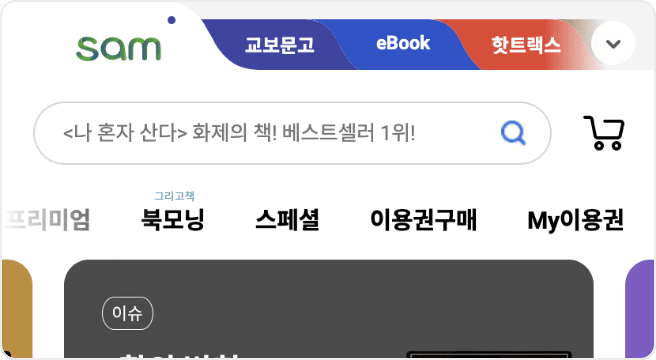 sam 교보문고 eBook 핫트랙스
<나 혼자 산다> 화제의 책! 베스트셀러 1위!
그리고책
프리미엄 북모닝 스페셜 이용권구매 My이용권
이슈